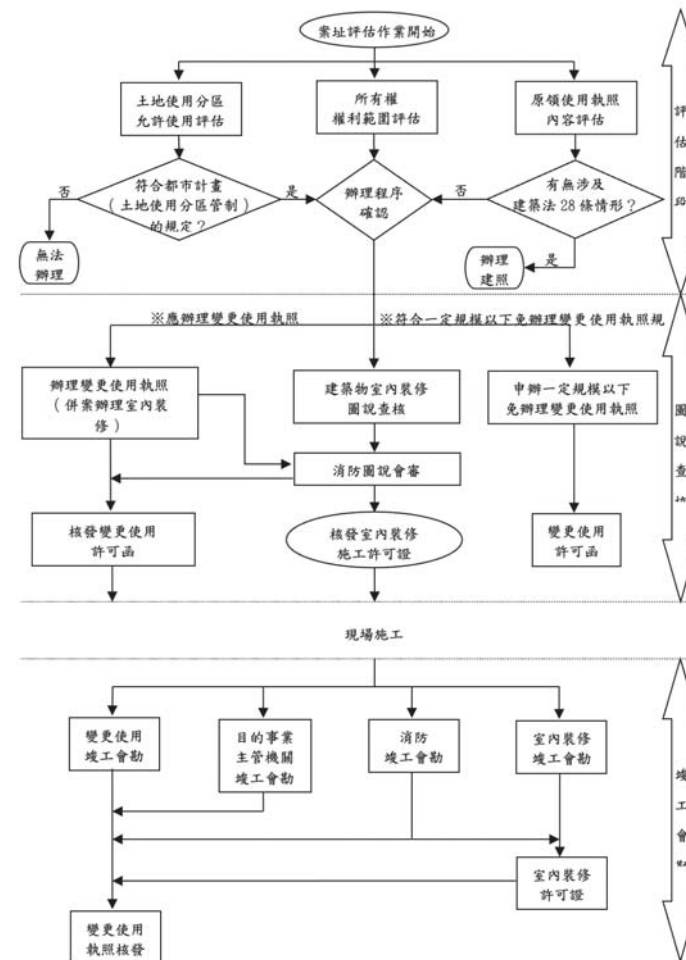 案址評估作業開始
土地使用分區
允許使用評估
所有權
權利範圍評估
原領使用執照
內容評估
評
估
階
段
否
符合都市計畫
（土地使用分區管制）
的規定？
是
辦理程序
確認
否
有無涉及
建築法28條情形？
無法
辦理
辦理
建照
是
※應辦理變更使用執照
※符合一定規模以下免辦理變更使用執照規
辦理變更使用執照
（併案辦理室內裝
修）
建築物室內裝修
圖說查核
申辦一定規模以下
免辦理變更使用執照
圖
說
查
消防圖說會審
核發變更使用
許可函
核發室內裝修
施工許可證
變更使用
許可函
現場施工
變更使用
竣工會勘
目的事業
主管機關
竣工會勘
消防
竣工會勘
室內裝修
竣工會勘
竣
工
會
室內裝修
許可證
變更使用
執照核發